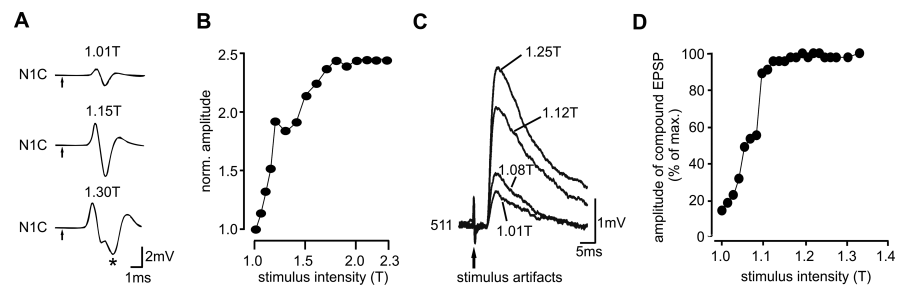 A
1.01T
N1C
1.15T
N1C
1.30T
N1C
*
2mV
1ms
B
norm. amplitude
2.5
2.0
1.5
1.0
1.0
1.5
2.0
2.3
stimulus intensity (T)
C
1.25T
1.12T
1.08T
1.01T
511
1mV
5ms
stimulus artifacts
D
amplitude of compound EPSP
(% of max.)
100
80
60
40
20
0
1.0
1.1
1.2
1.3
1.4
stimulus intensity (T)